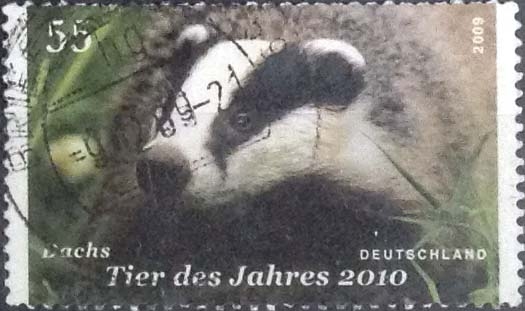 55
2009
Dachs
DEUTSCHLAND
Tier des Jahres 2010